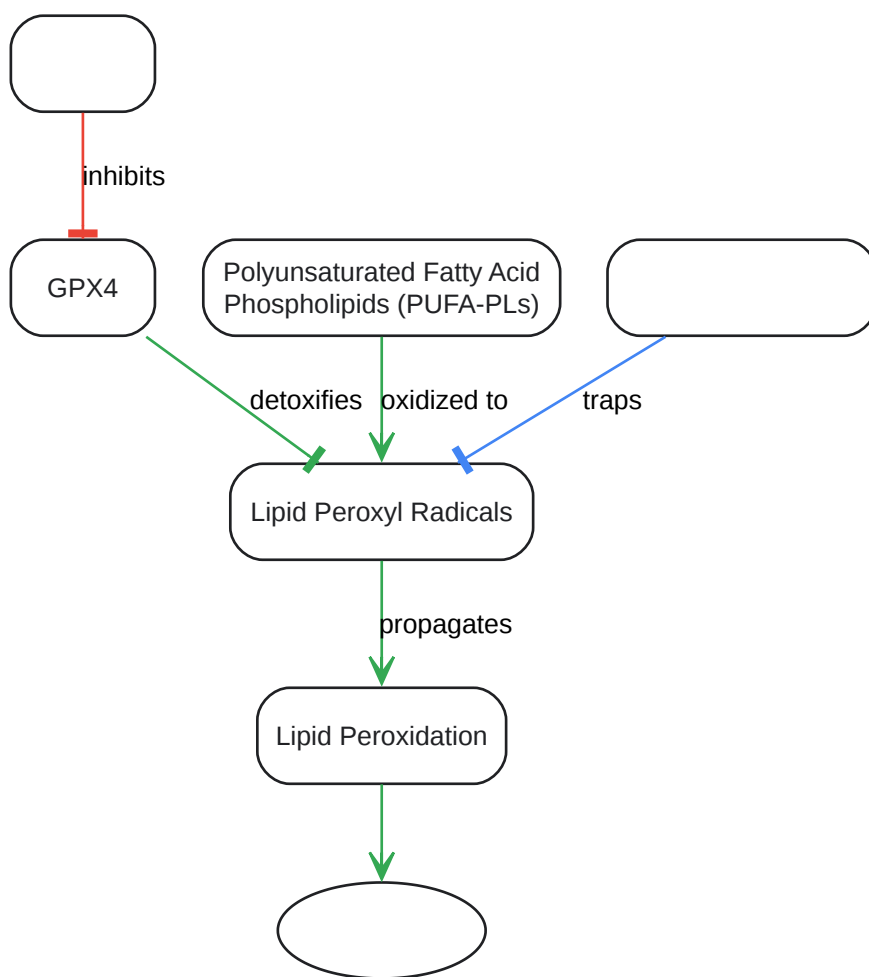 inhibits
GPX4
Polyunsaturated Fatty Acid
Phospholipids (PUFA-PLs)
detoxifies
oxidized to
traps
Lipid Peroxyl Radicals
propagates
Lipid Peroxidation